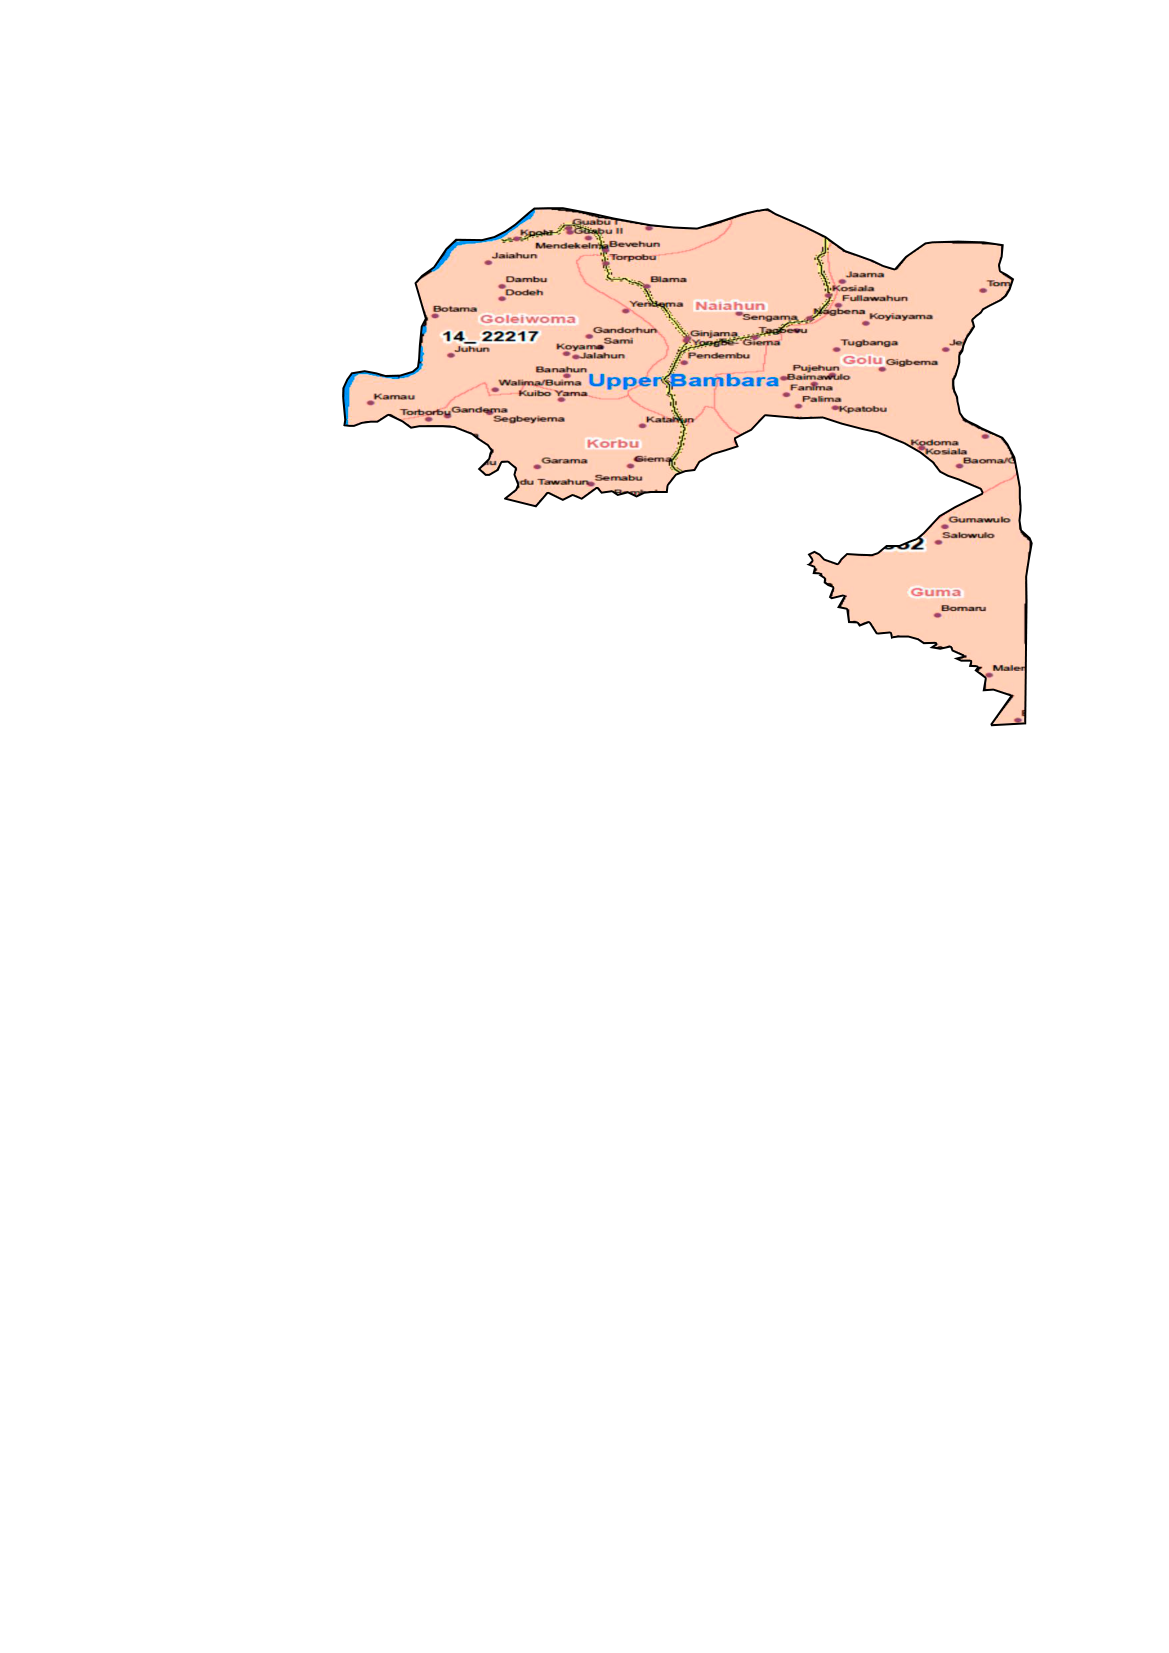 Guabu I
Kpolu
Guabu II
Mendekelma
Bevehun
Jaiahun
Torpobu
Jaama
Dambu
Blama
Tom
Dodeh
Kosiala
Fullawahun
Botama
Yendema
Naiahun
Goleiwoma
Sengama
Nagbena
Koyiayama
14_ 22217
Gandorhun
Ginjama
Tagbewu
Sami
Giema
Tugbanga
Je
Juhun
Koyama
Jalahun
Pendembu
Golu
Gigbema
Banahun
Pujehun
Upper Bambara
Baimawulo
Walima/Buima
Fanima
Kamau
Kuibo Yama
Palima
Kpatobu
Torborbu
Gandema
Segbeyiema
Katahun
Korbu
Kodoma
Kosiala
Garama
Giema
Baoma/
du Tawahun
Semabu
Gumawulo
Salowulo
Guma
Bomaru
Malem